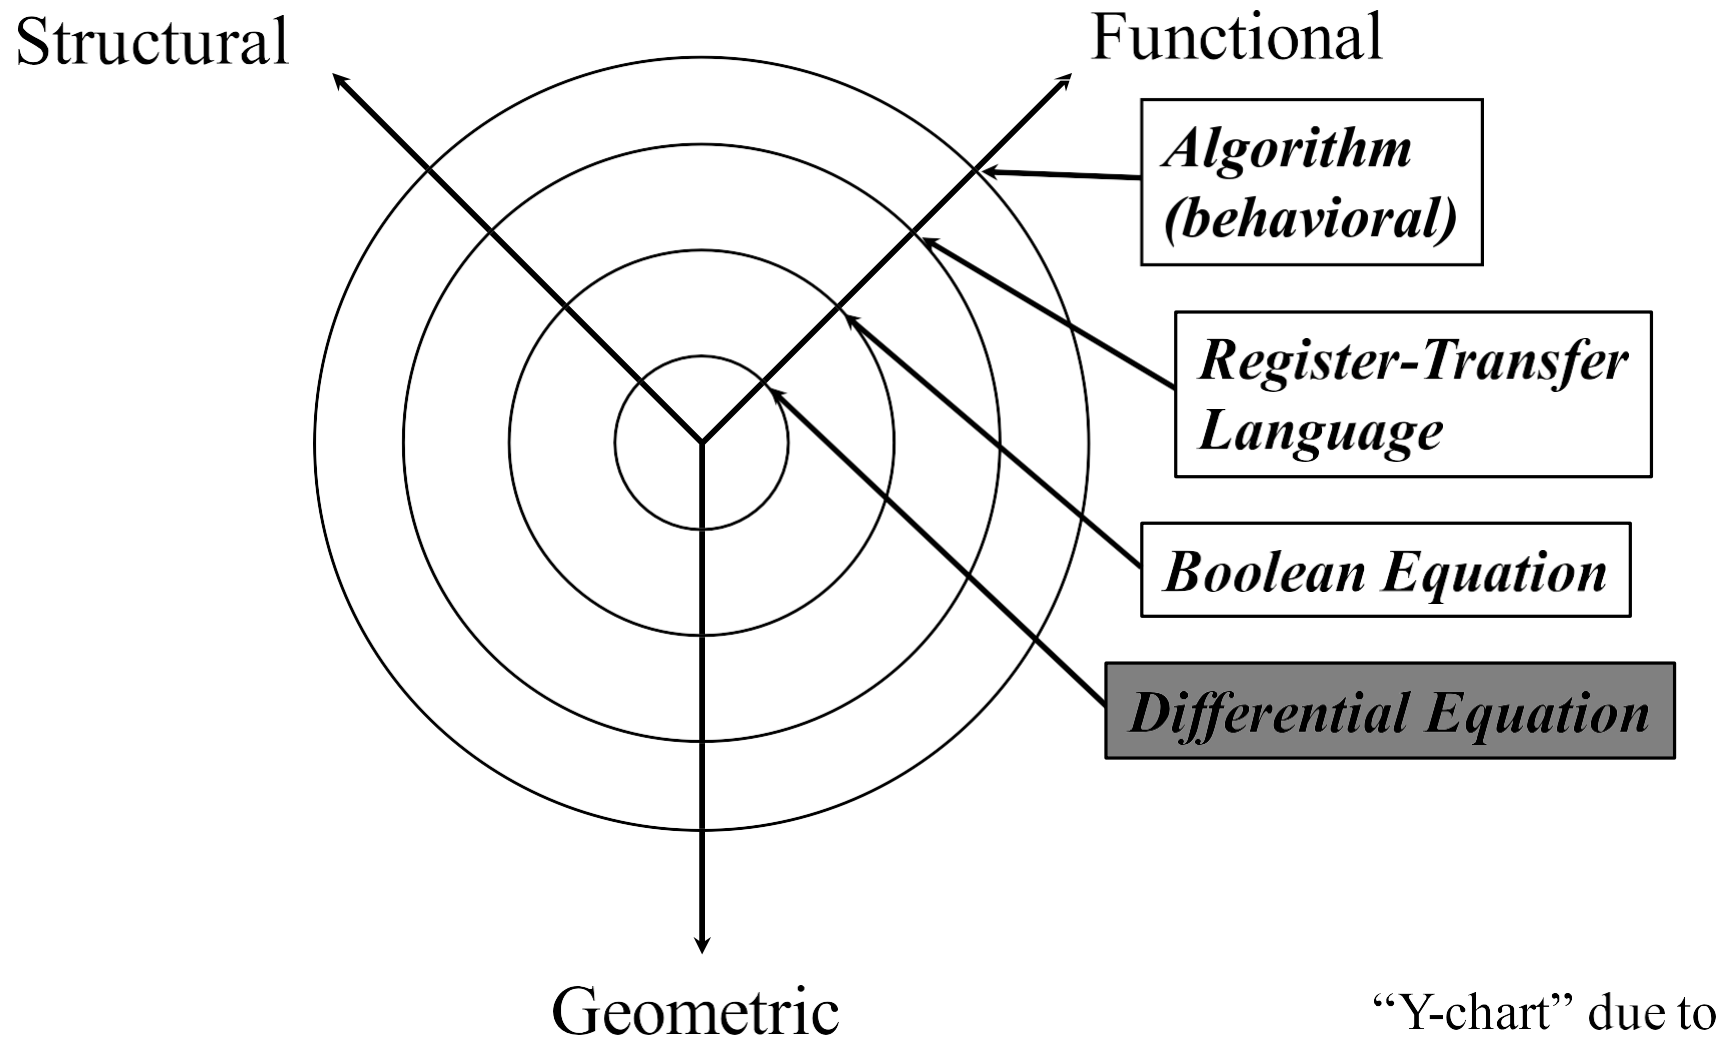 Structural
Functional
Algorithm
(behavioral)
Register-Transfer
Language
Boolean Equation
Differential Equation
Geometric
“Y-chart” due to